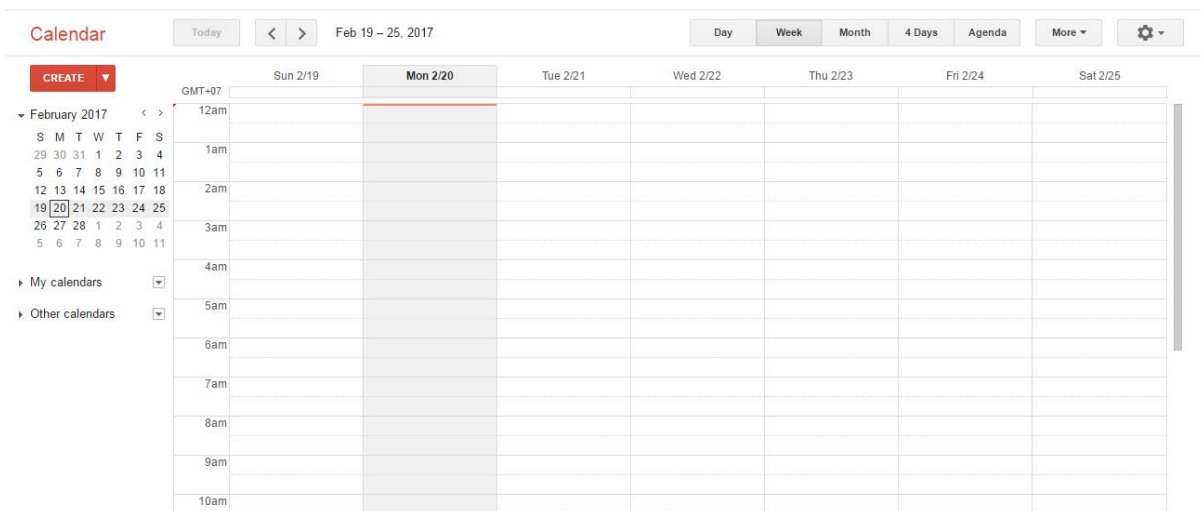 Calendar
Today < > Feb 19 – 25, 2017
Day Week Month 4 Days Agenda More
CREATE
Sun 2/19 Mon 2/20 Tue 2/21 Wed 2/22 Thu 2/23 Fri 2/24 Sat 2/25
GMT+07
February 2017 < >
S M T W T F S
29 30 31 1 2 3 4
5 6 7 8 9 10 11
12 13 14 15 16 17 18
19 20 21 22 23 24 25
26 27 28 1 2 3 4
5 6 7 8 9 10 11
My calendars
Other calendars
12am
1am
2am
3am
4am
5am
6am
7am
8am
9am
10am